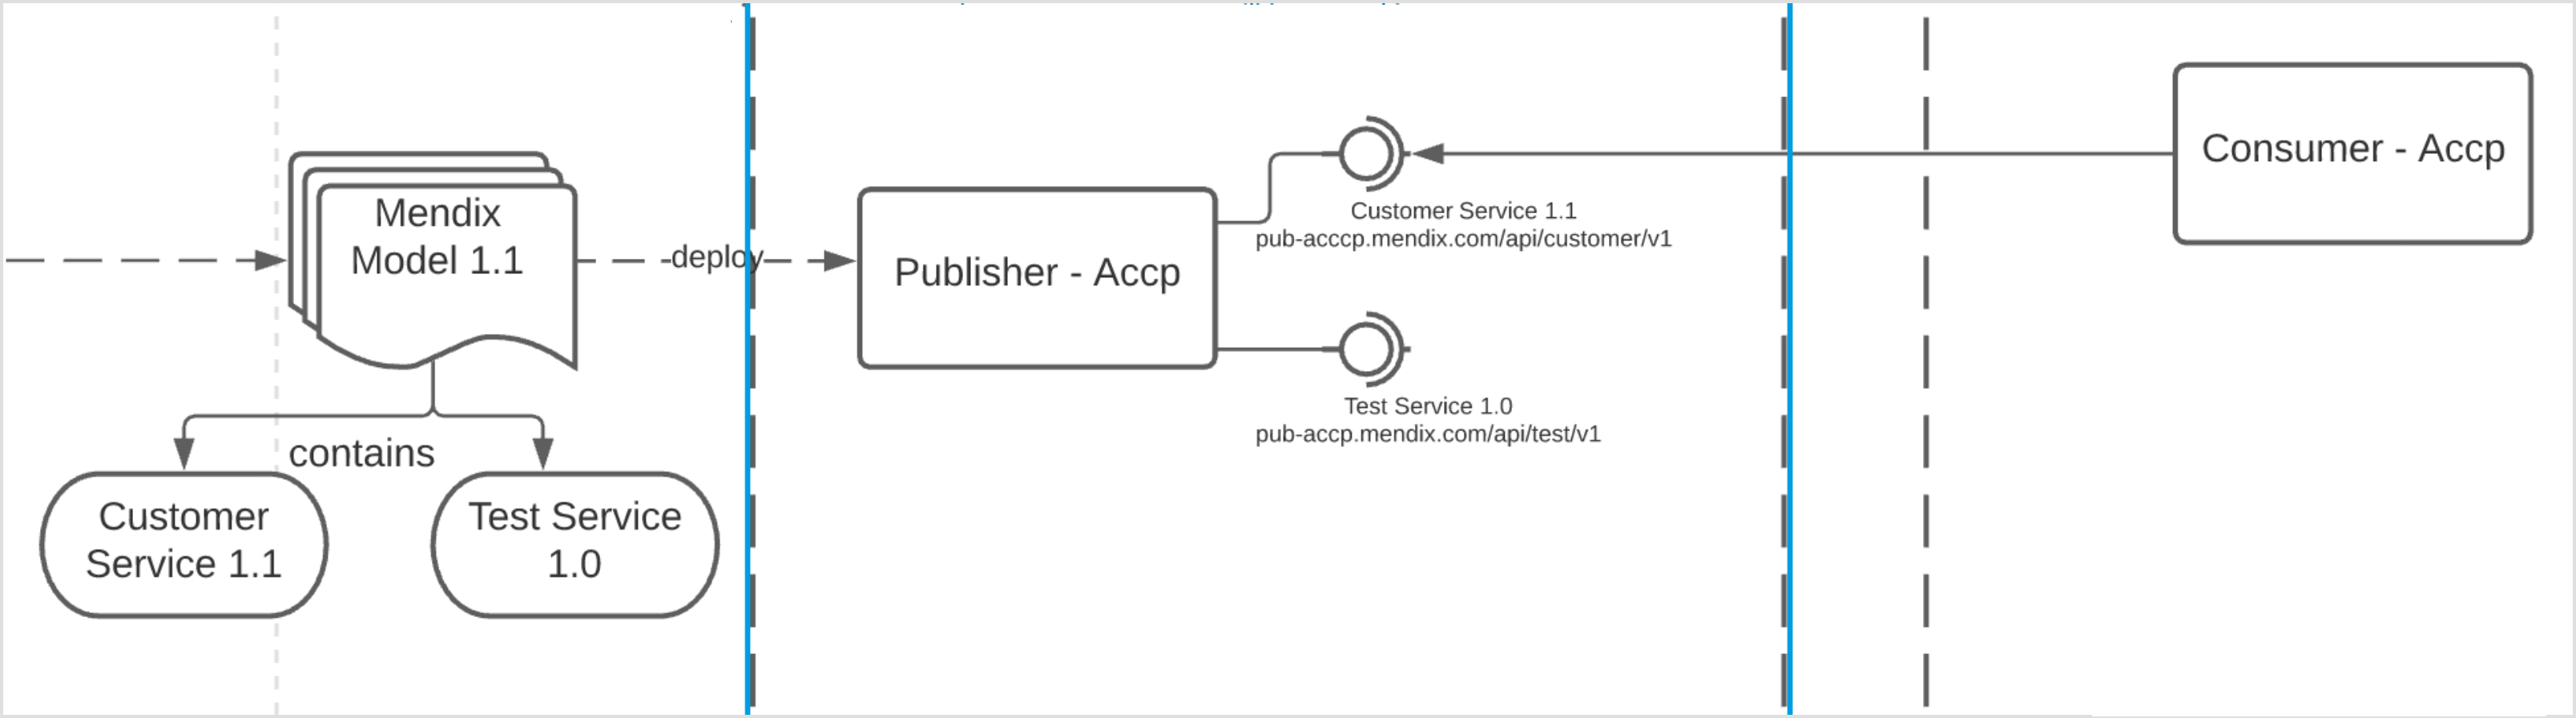 Mendix
Model 1.1
deploy
contains
Customer
Service 1.1
Test Service
1.0
Publisher - Accp
Customer Service 1.1
pub-acccp.mendix.com/api/customer/v1
Test Service 1.0
pub-accp.mendix.com/api/test/v1
Consumer - Accp